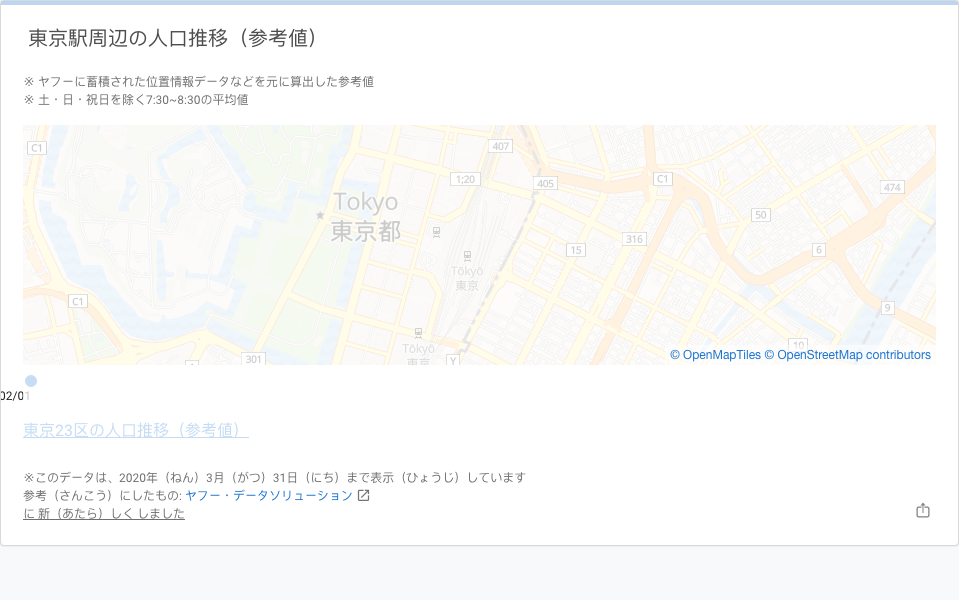 東京駅周辺の人口推移（参考値）
※ ヤフーに蓄積された位置情報データなどを元に算出した参考値
※ 土・日・祝日を除く7:30~8:30の平均値
C1
407
1;20
405
C1
474
Tokyo
東京都
50
316
15
6
Tōkyō
東京
C1
9
10
301
Tōkyō
東京
Y
© OpenMapTiles © OpenStreetMap contributors
02/01
東京23区の人口推移（参考値）
※このデータは、2020年（ねん）3月（がつ）31日（にち）まで表示（ひょうじ）しています
参考（さんこう）にしたもの: ヤフー・データソリューション
に 新（あたら）しく しました